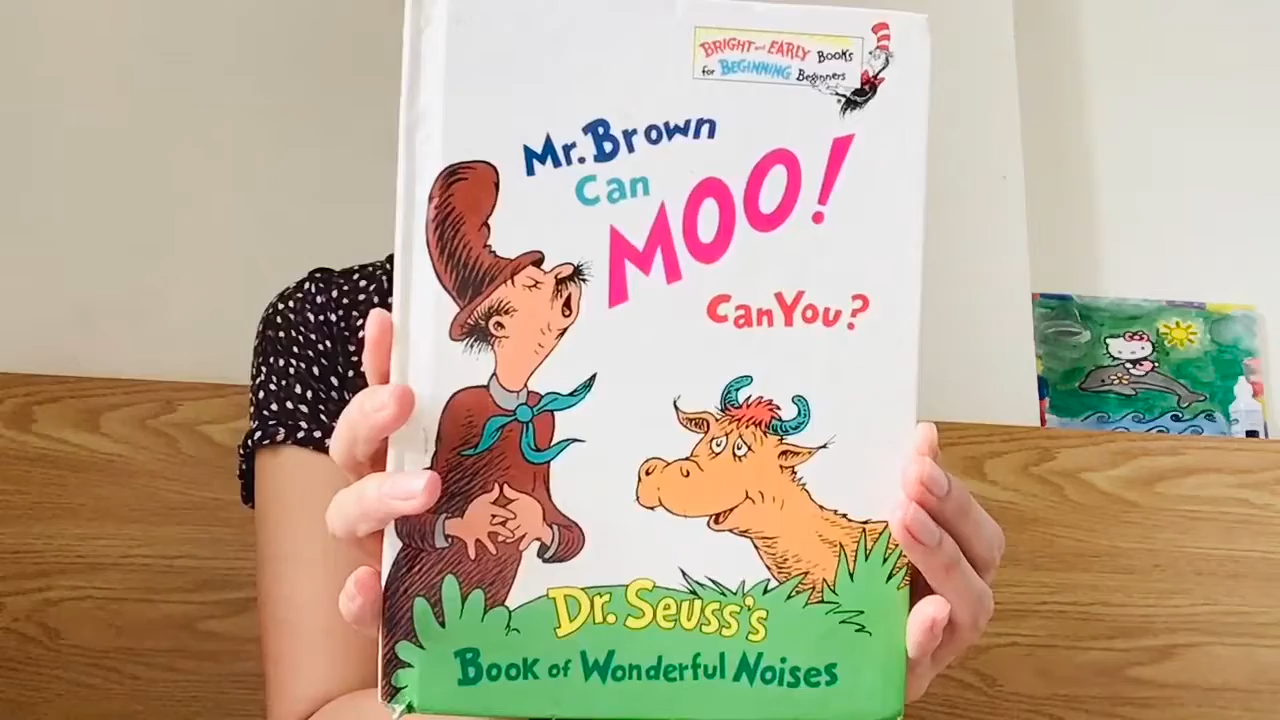 BRIGHT and EARLY BOOKS
for BEGINNING Beginners
Mr. Brown
Can
MOO!
Can You?
Dr. Seuss's
Book of Wonderful Noises